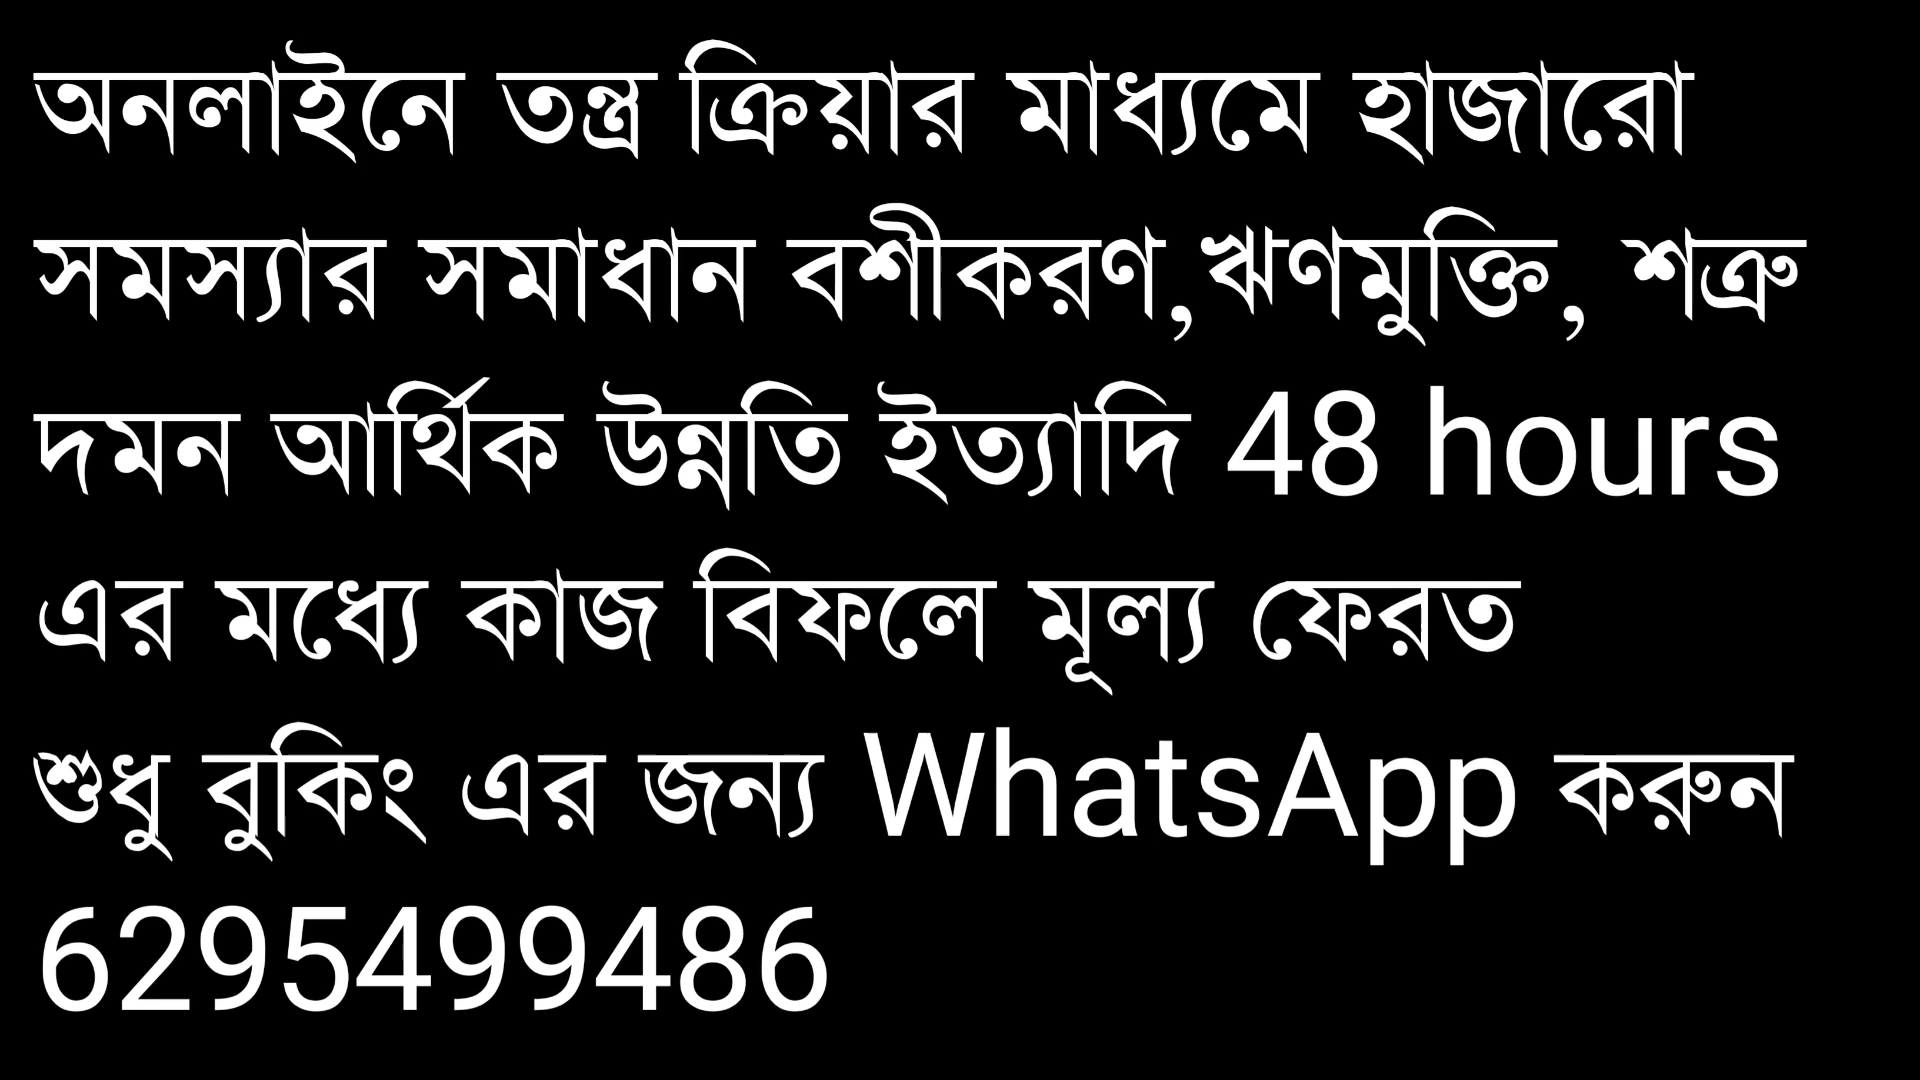 অনলাইনে তন্ত্র ক্রিয়ার মাধ্যমে হাজারো
সমস্যার সমাধান বশীকরণ,ঋণমুক্তি, শত্রু
দমন আর্থিক উন্নতি ইত্যাদি 48 hours
এর মধ্যে কাজ বিফলে মূল্য ফেরত
শুধু বুকিং এর জন্য WhatsApp করুন
6295499486